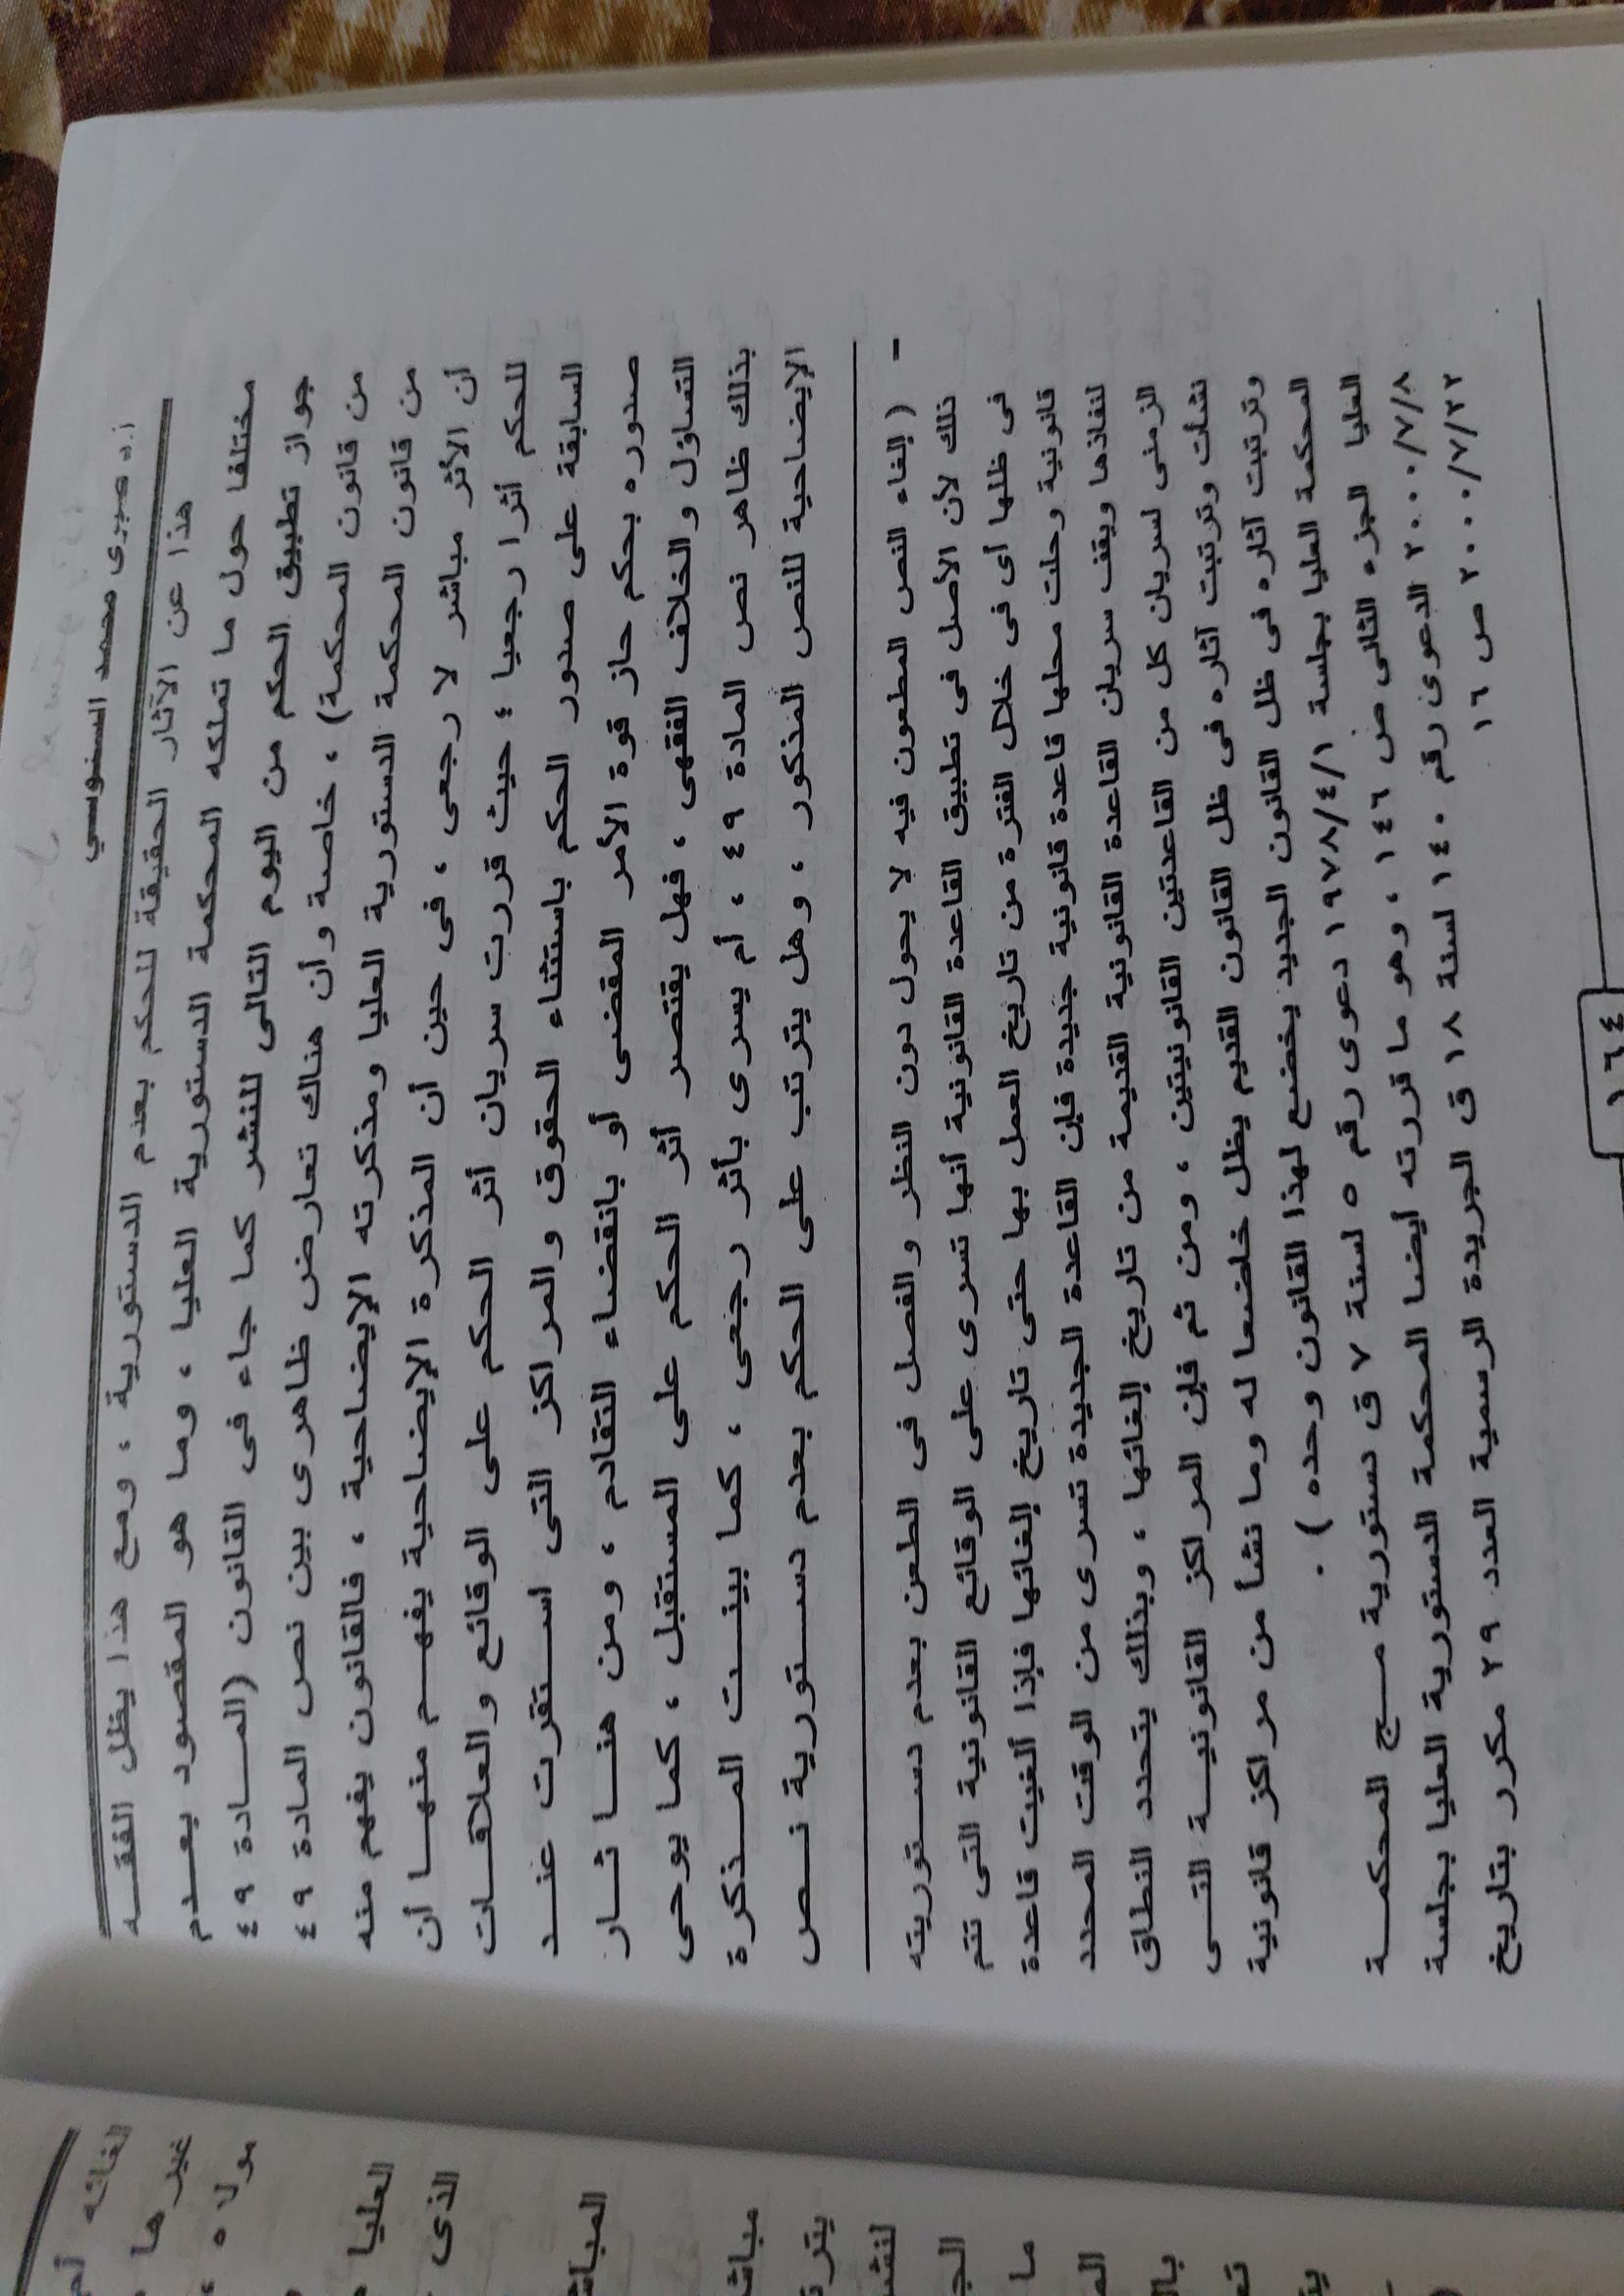 أ.د صبرى محمد السنوسي
هذا عن الآثار الحقيقة للحكم بعدم الدستورية ، ومع هذا يظل الفقه
مختلفا حول ما تملكه المحكمة الدستورية العليا ، وما هو المقصود بعدم
جواز تطبيق الحكم من اليوم التالى للنشر كما جاء فى القانون (المادة ٤٩
من قانون المحكمة) ، خاصة وأن هناك تعارض ظاهرى بين نص المادة ٤٩
من قانون المحكمة الدستورية العليا ومذكرته الإيضاحية ، فالقانون يفهم منه
أن الأثر مباشر لا رجعى ، فى حين أن المذكرة الإيضاحية يفهم منها أن
للحكم أثرا رجعيا ؛ حيث قررت سريان أثر الحكم على الوقائع والعلاقات
السابقة على صدور الحكم باستثناء الحقوق والمراكز التى استقرت عند
صدوره بحكم حاز قوة الأمر المقضى أو بانقضاء التقادم ، ومن هنا ثار
التساؤل والخلاف الفقهى ، فهل يقتصر أثر الحكم على المستقبل ، كما يوحى
بذلك ظاهر نص المادة ٤٩ ، أم يسرى بأثر رجعى ، كما بينت المذكرة
الإيضاحية للنص المذكور ، وهل يترتب على الحكم بعدم دستورية نص
- ( إلغاء النص المطعون فيه لا يحول دون النظر والفصل فى الطعن بعدم دستوريته
ذلك لأن الأصل فى تطبيق القاعدة القانونية أنها تسرى على الوقائع القانونية التى تتم
فى ظلها أى فى خلال الفترة من تاريخ العمل بها حتى تاريخ إلغائها فإذا ألغيت قاعدة
قانونية وحلت محلها قاعدة قانونية جديدة فإن القاعدة الجديدة تسرى من الوقت المحدد
لنفاذها ويقف سريان القاعدة القانونية القديمة من تاريخ إلغائها ، وبذلك يتحدد النطاق
الزمنى لسريان كل من القاعدتين القانونيتين ، ومن ثم فإن المراكز القانونية التى
نشأت وترتبت آثاره فى ظل القانون القديم يظل خاضعا له وما نشأ من مراكز قانونية
وترتبت آثاره فى ظل القانون الجديد يخضع لهذا القانون وحده ) .
المحكمة العليا بجلسة ١٩٧٨/٤/١ دعوى رقم ٥ لسنة ٧ ق دستورية مج المحكمة
العليا الجزء الثانى ص ١٤٦ ، وهو ما قررته أيضا المحكمة الدستورية العليا بجلسة
٢٠٠٠/٧/٨ الدعوى رقم ١٤٠ لسنة ١٨ ق الجريدة الرسمية العدد ٢٩ مكرر بتاريخ
٢٠٠٠/٧/٢٢ ص ١٦
١٦٤
الغائه
غيرها
مولاه
العليا
الذى